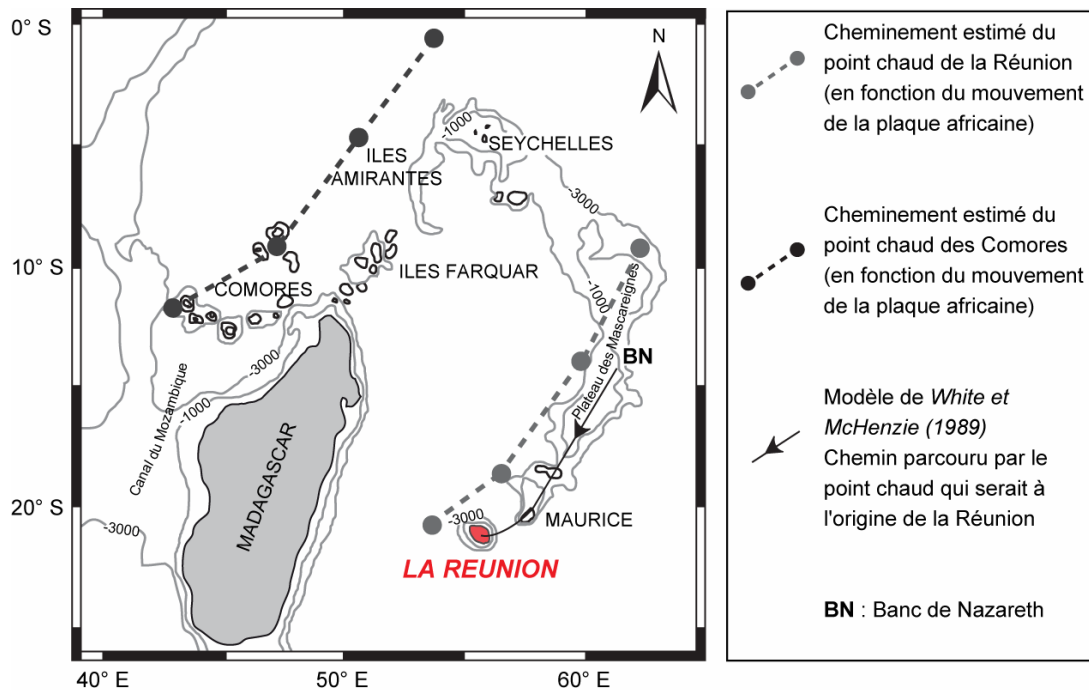 0° S
10° S
20° S
40° E
50° E
60° E
N
-1000
SEYCHELLES
ILES
AMIRANTES
-3000
ILES FARQUAR
COMORES
-1000
Plateau des Mascareignes
BN
-3000
-1000
Canal du Mozambique
MADAGASCAR
-3000
-3000
MAURICE
LA REUNION
Cheminement estimé du
point chaud de la Réunion
(en fonction du mouvement
de la plaque africaine)
Cheminement estimé du
point chaud des Comores
(en fonction du mouvement
de la plaque africaine)
Modèle de White et
McHenzie (1989)
Chemin parcouru par le
point chaud qui serait à
l'origine de la Réunion
BN : Banc de Nazareth